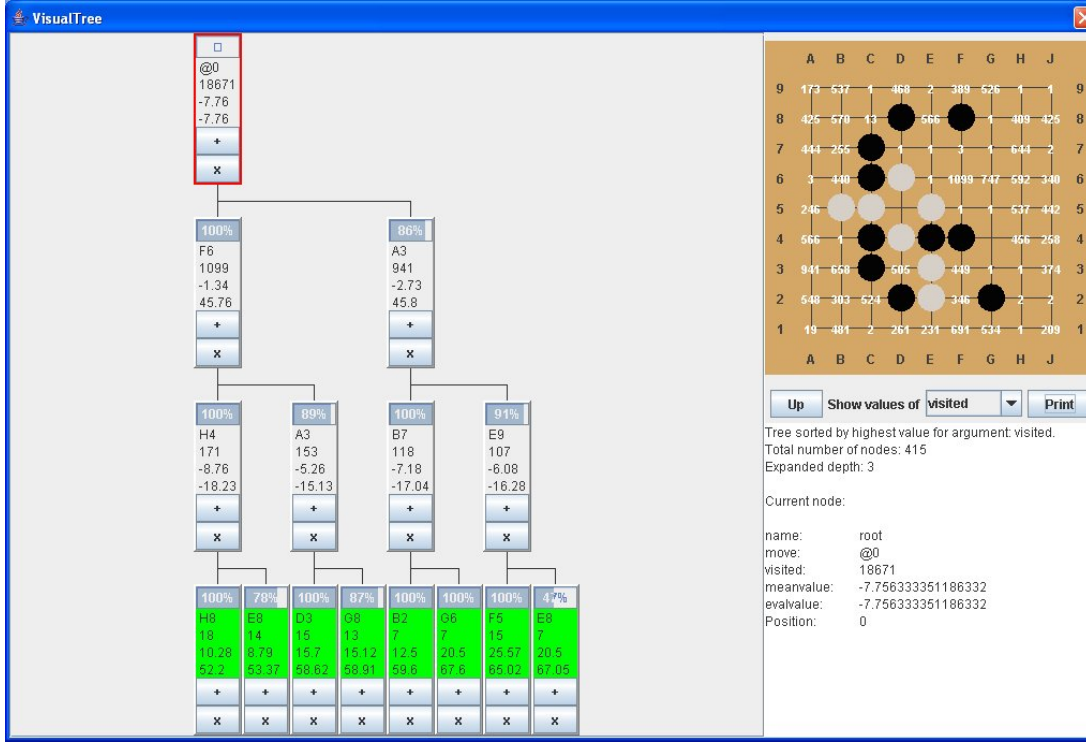 VisualTree
@0
18671
-7.76
-7.76
+
x
100%
F6
1099
-1.34
45.76
+
x
86%
A3
941
-2.73
45.8
+
x
100%
H4
171
-8.76
-18.23
+
x
89%
A3
153
-5.26
-15.13
+
x
100%
B7
118
-7.18
-17.04
+
x
91%
E9
107
-6.08
-16.28
+
x
100%
H8
18
10.28
52.2
+
x
78%
E8
14
8.79
53.37
+
x
100%
D3
15
15.7
58.62
+
x
87%
G8
13
15.12
58.91
+
x
100%
B2
7
12.5
59.6
+
x
100%
G6
7
20.5
67.6
+
x
100%
F5
15
25.57
65.02
+
x
47%
E8
7
20.5
67.05
+
x
A B C D E F G H J
9 173 537 1 468 2 389 526 1 1 9
8 425 570 13 566 1 409 425 8
7 444 255 1 1 3 1 644 2 7
6 3 440 1 1099 747 592 340 6
5 246 1 1 537 442 5
4 566 1 456 258 4
3 941 658 505 449 1 1 374 3
2 548 303 524 346 2 2 2
1 19 481 2 261 231 691 534 1 209 1
A B C D E F G H J
Up Show values of visited Print
Tree sorted by highest value for argument: visited.
Total number of nodes: 415
Expanded depth: 3
Current node:
name: root
move: @0
visited: 18671
meanvalue: -7.756333351186332
evalvalue: -7.756333351186332
Position: 0